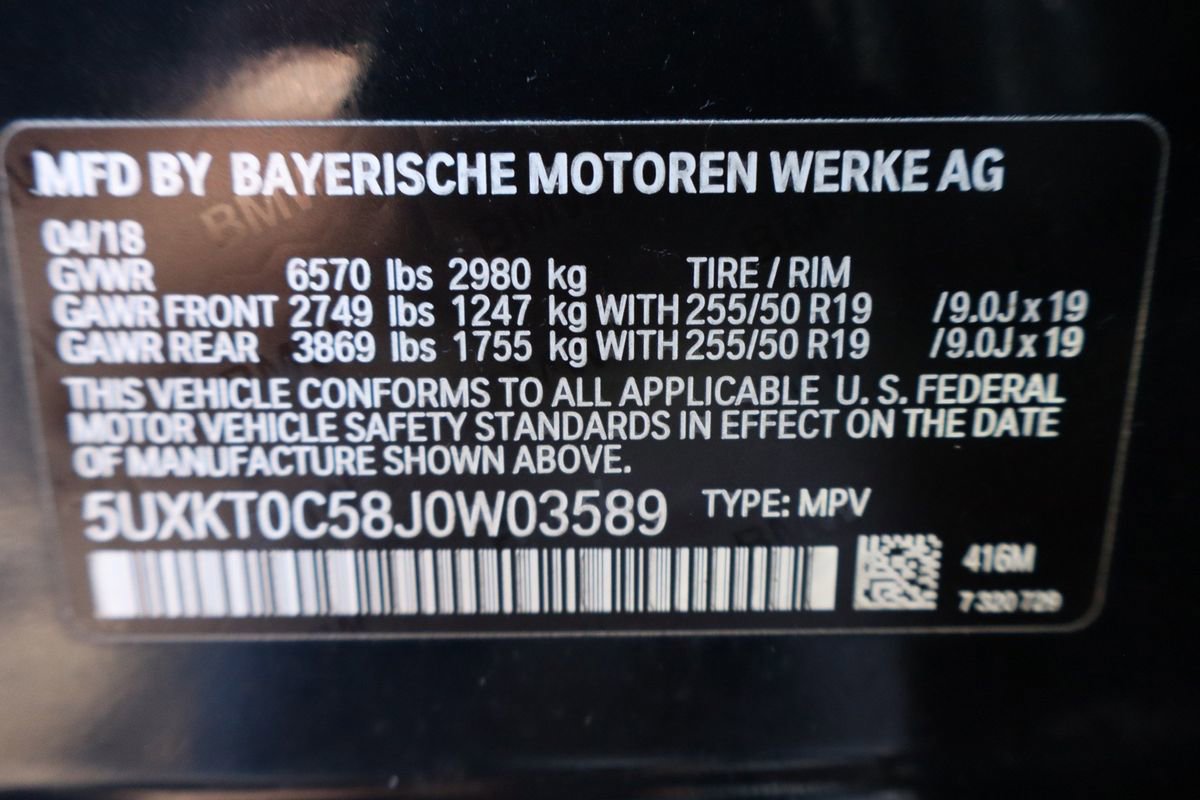 MFD BY BAYERISCHE MOTOREN WERKE AG
04/18
GVWR 6570 lbs 2980 kg TIRE / RIM
GAWR FRONT 2749 lbs 1247 kg WITH 255/50 R19 /9.0J x 19
GAWR REAR 3869 lbs 1755 kg WITH 255/50 R19 /9.0J x 19
THIS VEHICLE CONFORMS TO ALL APPLICABLE U. S. FEDERAL
MOTOR VEHICLE SAFETY STANDARDS IN EFFECT ON THE DATE
OF MANUFACTURE SHOWN ABOVE.
5UXKT0C58J0W03589 TYPE: MPV
416M
7 320 729